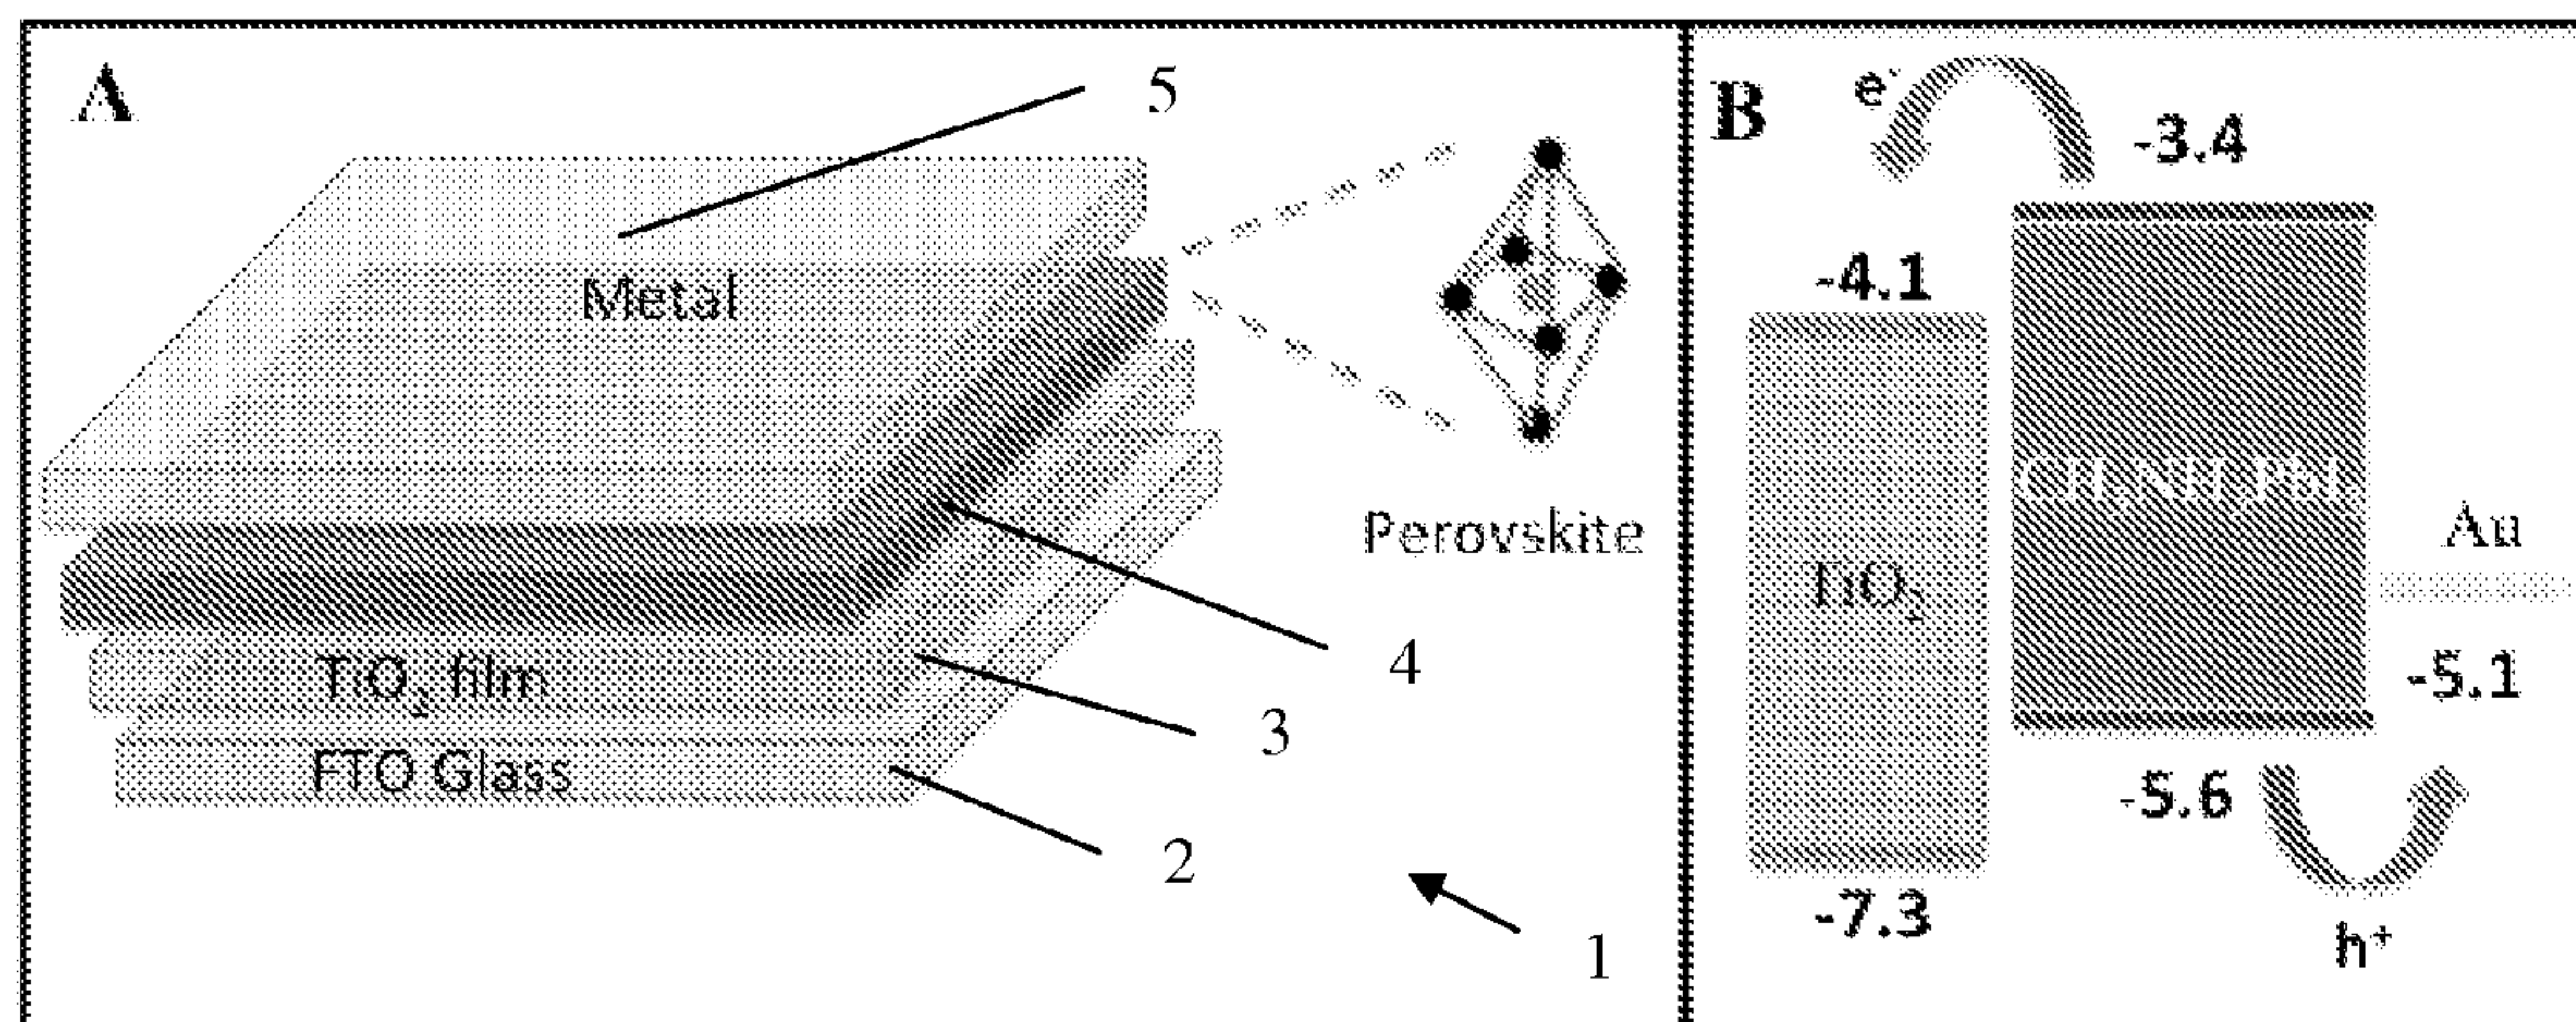 A
5
Metal
Perovskite
4
TiO₂ film
3
FTO Glass
2
1
B
e⁻
-3.4
-4.1
TiO₂
Au
-5.1
-5.6
-7.3
h⁺